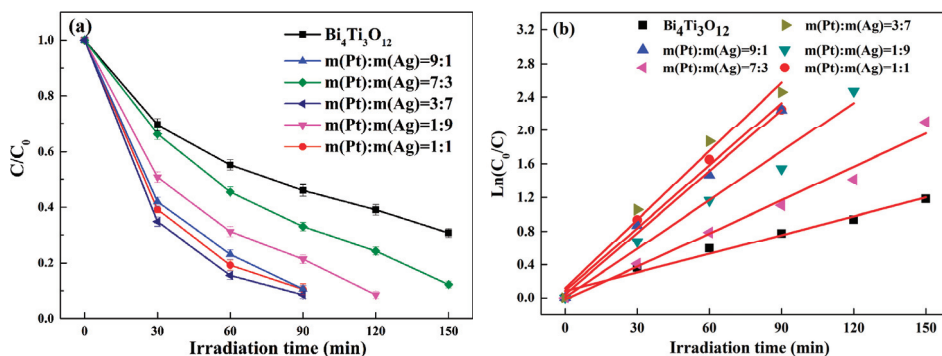 (a)
Bi4Ti3O12
m(Pt):m(Ag)=9:1
m(Pt):m(Ag)=7:3
m(Pt):m(Ag)=3:7
m(Pt):m(Ag)=1:9
m(Pt):m(Ag)=1:1
C/C0
1.0
0.8
0.6
0.4
0.2
0.0
0 30 60 90 120 150
Irradiation time (min)
(b)
Bi4Ti3O12 m(Pt):m(Ag)=3:7
m(Pt):m(Ag)=9:1 m(Pt):m(Ag)=1:9
m(Pt):m(Ag)=7:3 m(Pt):m(Ag)=1:1
Ln(C0/C)
3.2
2.8
2.4
2.0
1.6
1.2
0.8
0.4
0.0
0 30 60 90 120 150
Irradiation time (min)